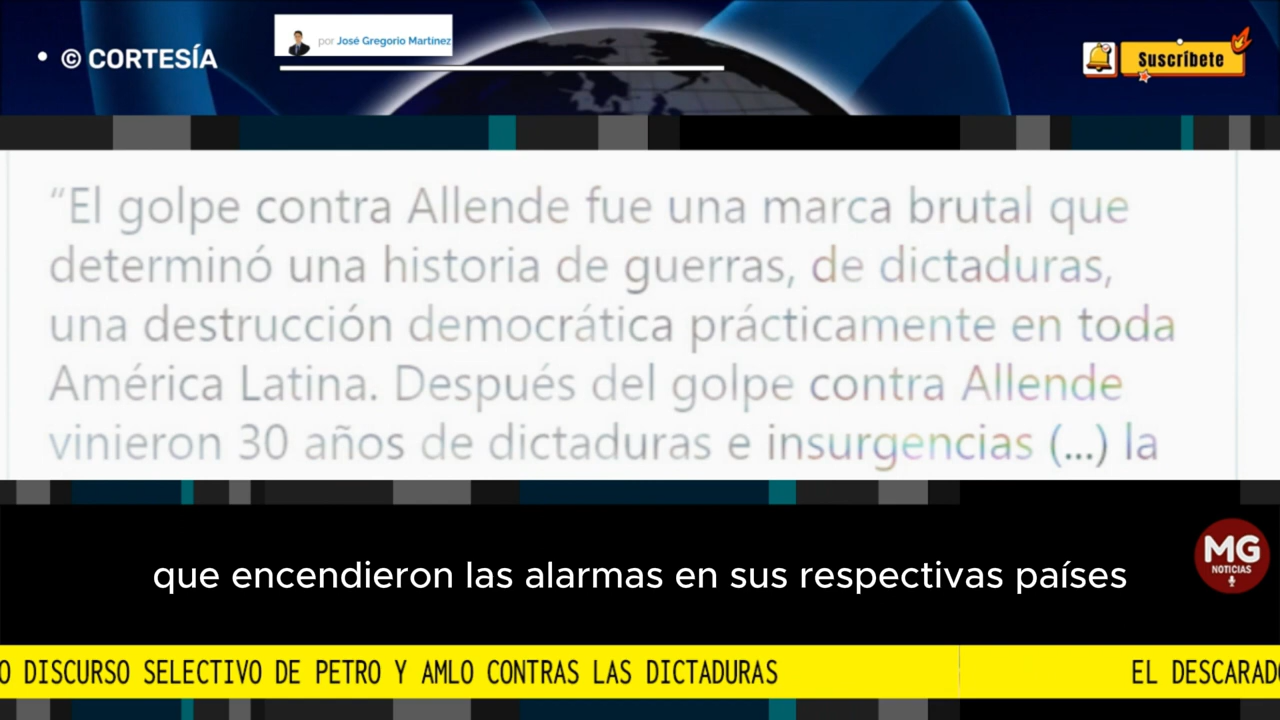 © CORTESÍA
por José Gregorio Martínez
Suscríbete
“El golpe contra Allende fue una marca brutal que
determinó una historia de guerras, de dictaduras,
una destrucción democrática prácticamente en toda
América Latina. Después del golpe contra Allende
vinieron 30 años de dictaduras e insurgencias (...) la
que encendieron las alarmas en sus respectivas países
MG
NOTICIAS
O DISCURSO SELECTIVO DE PETRO Y AMLO CONTRAS LAS DICTADURAS
EL DESCARADO